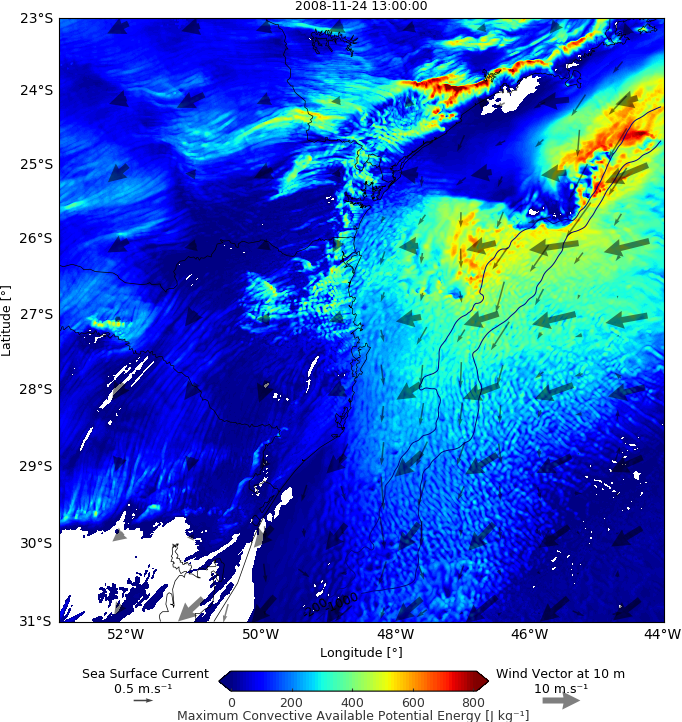 2008-11-24 13:00:00
23°S
24°S
25°S
26°S
27°S
28°S
29°S
30°S
31°S
Latitude [°]
52°W 50°W 48°W 46°W 44°W
Longitude [°]
Sea Surface Current
0.5 m.s⁻¹
Wind Vector at 10 m
10 m.s⁻¹
0 200 400 600 800
Maximum Convective Available Potential Energy [J kg⁻¹]